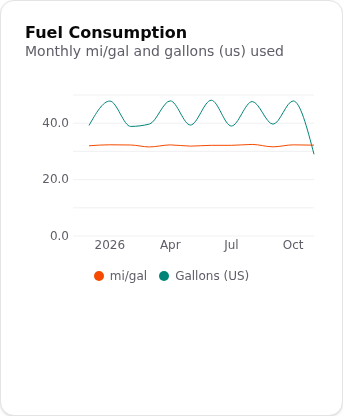 Fuel Consumption
Monthly mi/gal and gallons (us) used
40.0
20.0
0.0
2026 Apr Jul Oct
mi/gal Gallons (US)